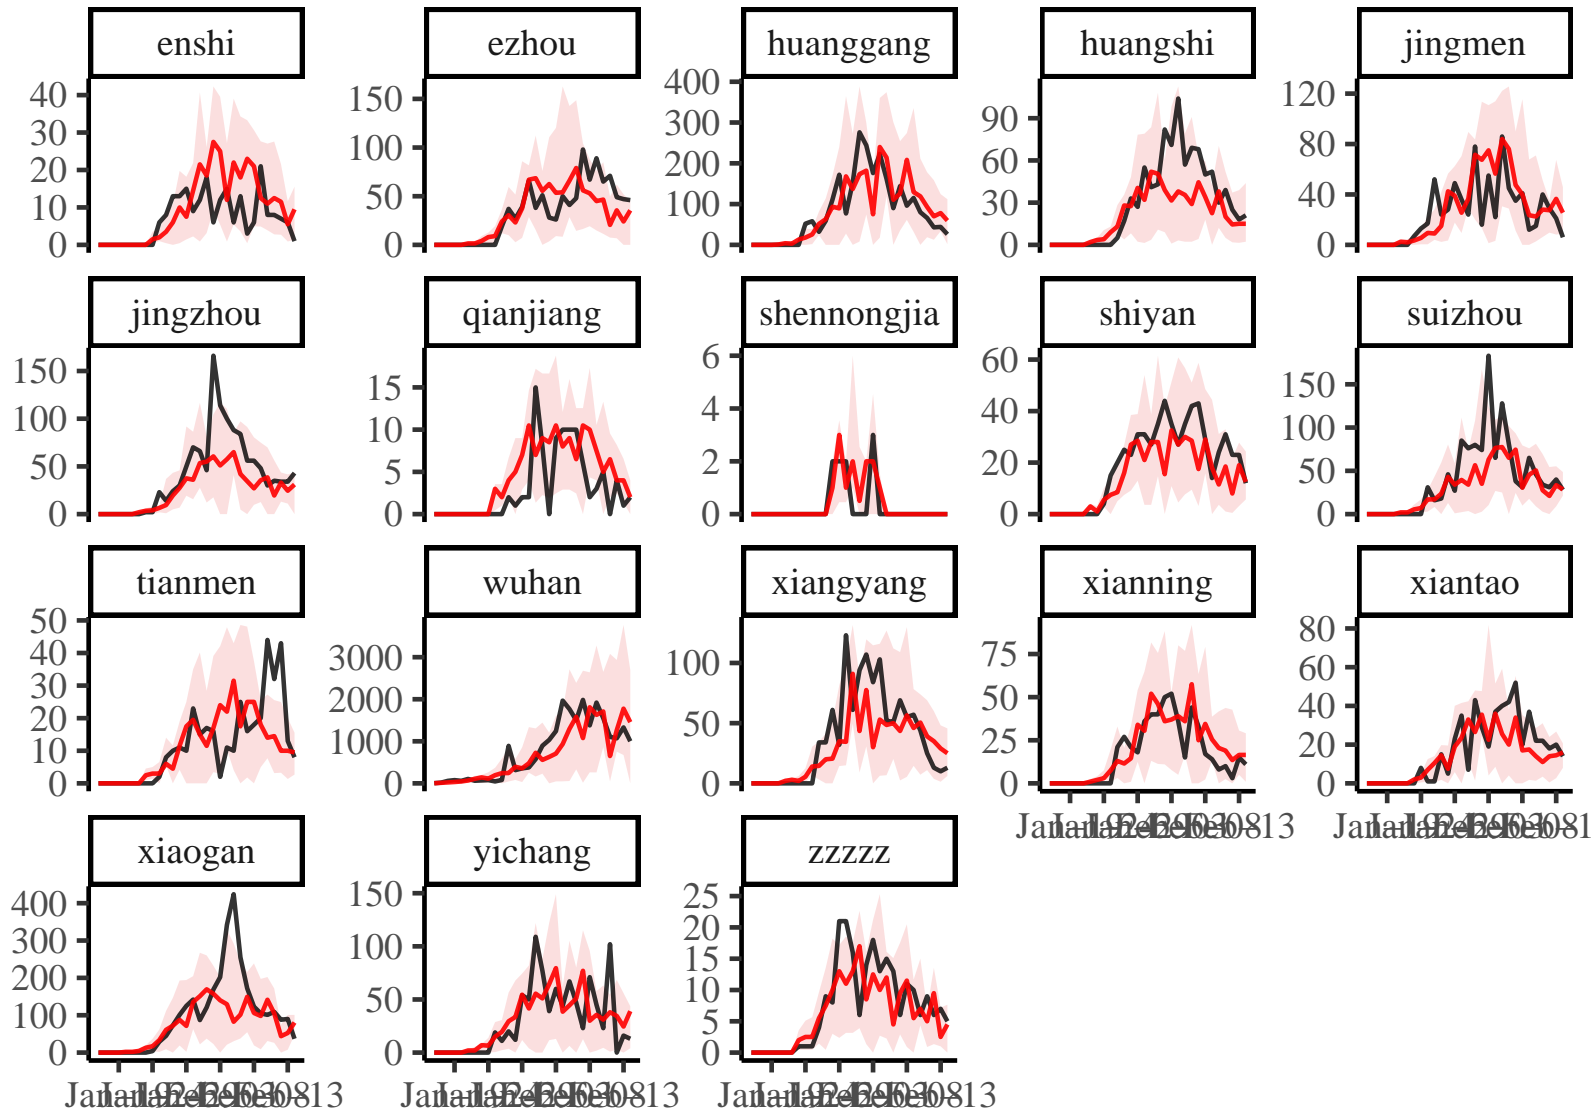 enshi ezhou huanggang huangshi jingmen
40 30 20 10 0
150 100 50 0
400 300 200 100 0
90 60 30 0
120 80 40 0
jingzhou qianjiang shennongjia shiyan suizhou
150 100 50 0
15 10 5 0
6 4 2 0
60 40 20 0
150 100 50 0
tianmen wuhan xiangyang xianning xiantao
50 40 30 20 10 0
3000 2000 1000 0
100 50 0
75 50 25 0
80 60 40 20 0
xiaogan yichang zzzzz
400 300 200 100 0
150 100 50 0
25 20 15 10 5 0